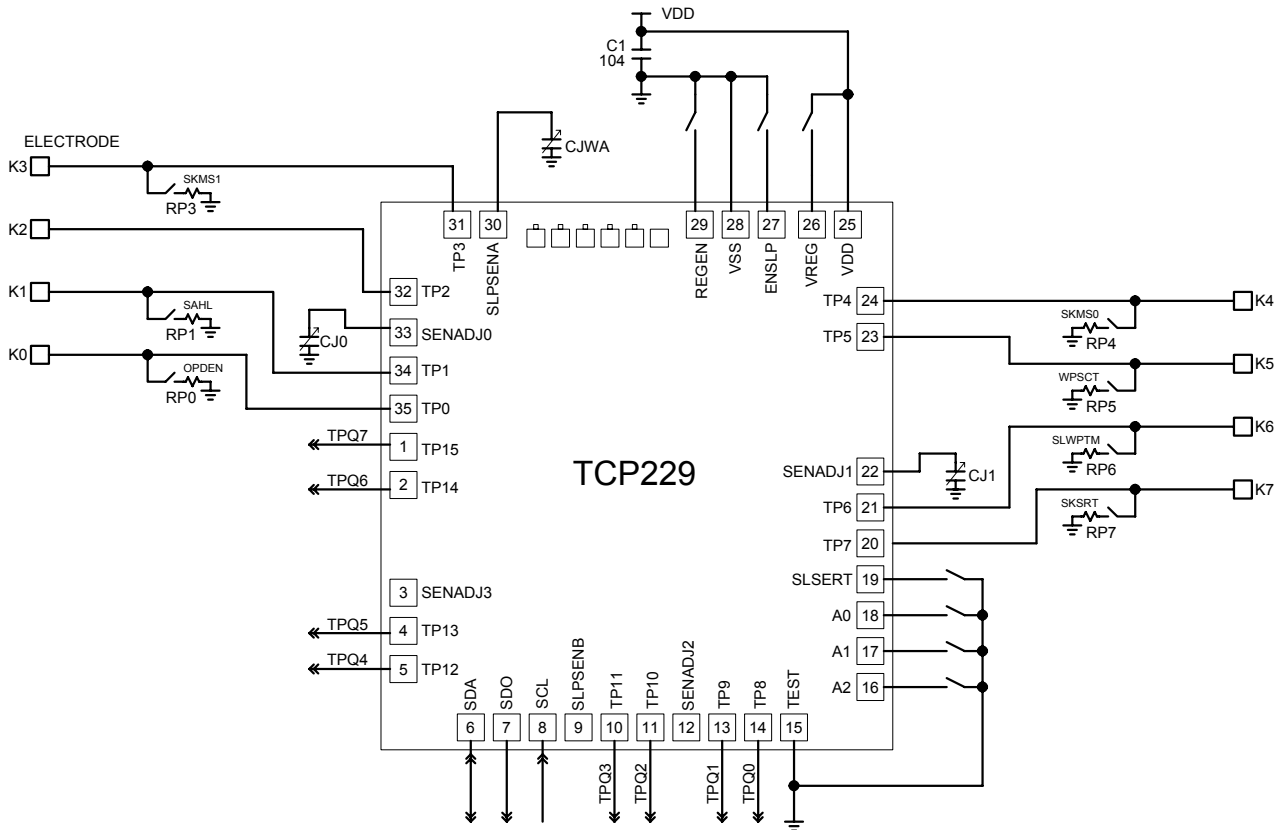 VDD
C1
104
CJWA
ELECTRODE
K3
SKMS1
RP3
31
30
29
28
27
26
25
TP3
SLPSENA
REGEN
VSS
ENSLP
VREG
VDD
K2
32 TP2
K1
SAHL
RP1
CJ0
33 SENADJ0
K0
OPDEN
RP0
34 TP1
35 TP0
TPQ7
1 TP15
TPQ6
2 TP14
3 SENADJ3
TPQ5
4 TP13
TPQ4
5 TP12
TCP229
TP4 24
K4
SKMS0
RP4
TP5 23
K5
WPSCT
RP5
K6
SLWPTM
RP6
SENADJ1 22
CJ1
K7
SKSRT
RP7
TP6 21
TP7 20
SLSERT 19
A0 18
A1 17
A2 16
SDA
SDO
SCL
SLPSENB
TP11
TP10
SENADJ2
TP9
TP8
TEST
6
7
8
9
10
11
12
13
14
15
TPQ3
TPQ2
TPQ1
TPQ0